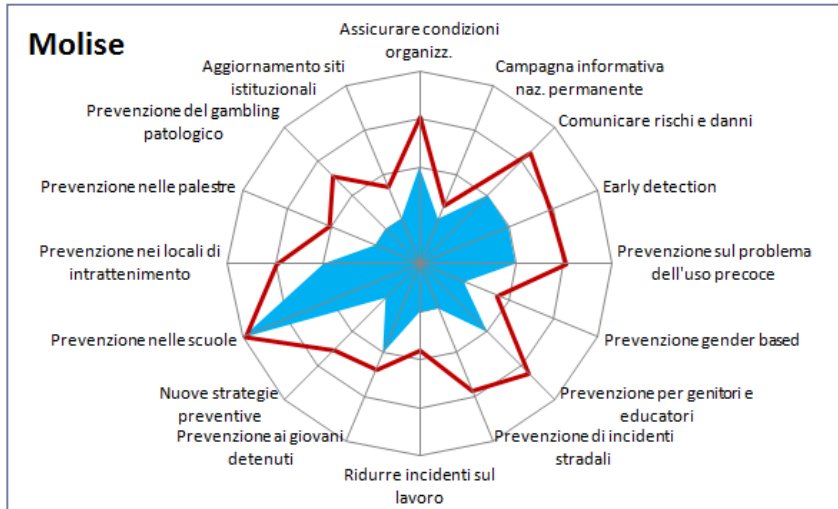 Molise
Assicurare condizioni
organizz.
Campagna informativa
naz. permanente
Comunicare rischi e danni
Early detection
Prevenzione sul problema
dell'uso precoce
Prevenzione gender based
Prevenzione per genitori e
educatori
Prevenzione di incidenti
stradali
Ridurre incidenti sul
lavoro
Prevenzione ai giovani
detenuti
Nuove strategie
preventive
Prevenzione nelle scuole
Prevenzione nei locali di
intrattenimento
Prevenzione nelle palestre
Prevenzione del gambling
patologico
Aggiornamento siti
istituzionali